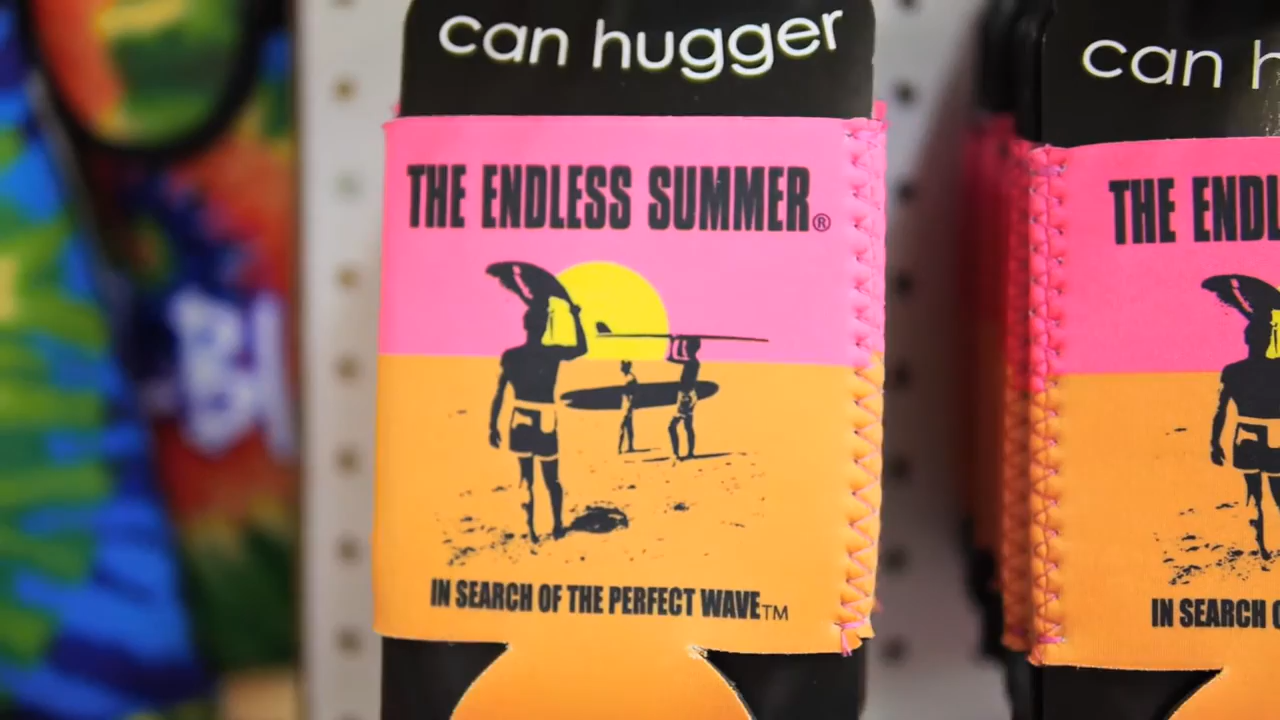 can hugger
THE ENDLESS SUMMER®
IN SEARCH OF THE PERFECT WAVE™
can h
THE ENDL
IN SEARCH